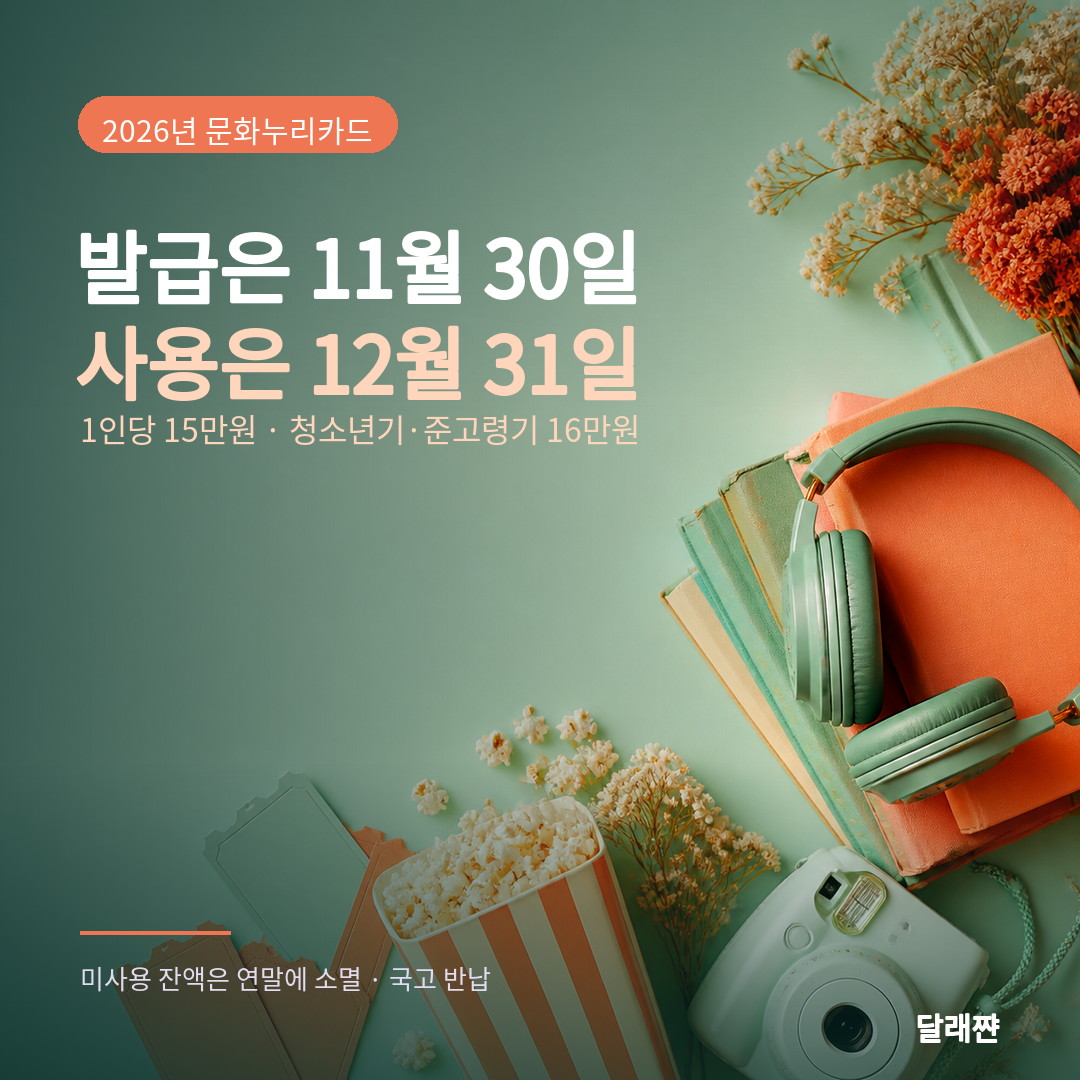 2026년 문화누리카드
발급은 11월 30일
사용은 12월 31일
1인당 15만원 · 청소년기·준고령기 16만원
미사용 잔액은 연말에 소멸 · 국고 반납
달래쨘